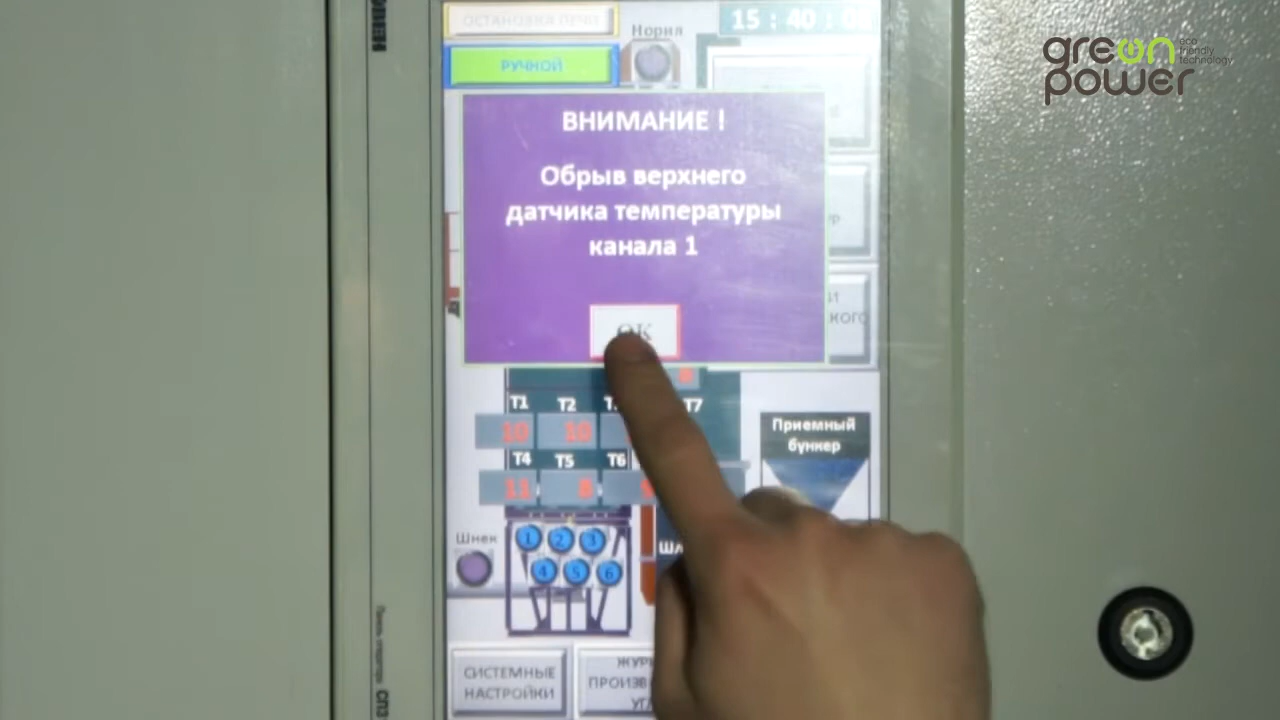 ОСТАНОВКА ПЕЧИ
15 : 40 :
Норил
РУЧНОЙ
green power
eco
friendly
technology
ВНИМАНИЕ !
Обрыв верхнего
датчика температуры
канала 1
OK
T1 T2 T7
10 10
T4 T5 T6
11 8
Приемный
бункер
Шнек
1 2 3
4 5 6
СИСТЕМНЫЕ
НАСТРОЙКИ